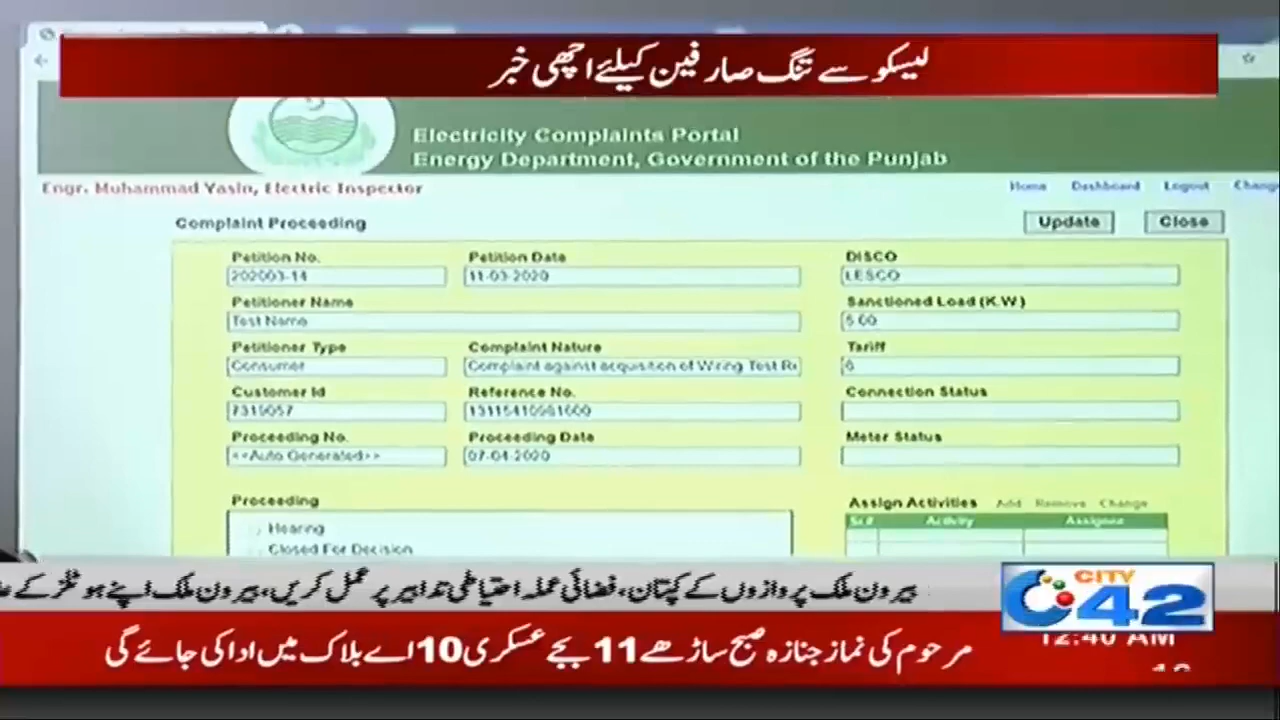 لیسکو سے تنگ صارفین کیلئے اچھی خبر
Electricity Complaints Portal
Energy Department, Government of the Punjab
Engr. Muhammad Yasin, Electric Inspector
Home Dashboard Logout Change
Complaint Proceeding
Update Close
Petition No. Petition Date DISCO
202003-14 11-03-2020 LESCO
Petitioner Name Sanctioned Load (K.W)
Test Name 5.00
Petitioner Type Complaint Nature Tariff
Consumer Complaint against acquisition of Wiring Test Re
Customer Id Reference No. Connection Status
Proceeding No. Proceeding Date Meter Status
<<Auto Generated>> 07-04-2020
Proceeding Assign Activities Add Remove Change
Sr.# Activity Assignee
Hearing
Closed For Decision
بیرون ملک پروازوں کے کپتان، فضائی عملہ احتیاطی تدابیر پر عمل کریں، بیرون ملک اپنے ہوٹلز کے
CITY 42
مرحوم کی نماز جنازہ صبح ساڑھے 11 بجے عسکری 10 اے بلاک میں ادا کی جائے گی
12:40 AM